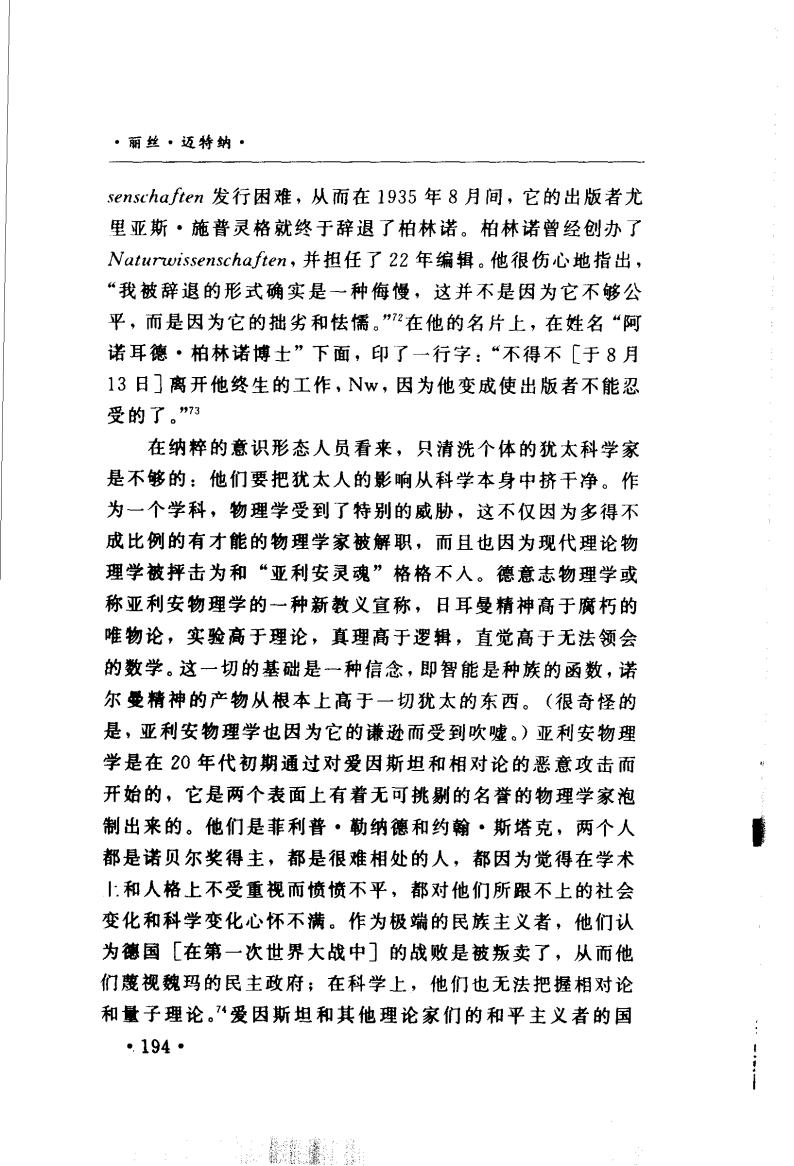 ·丽丝·迈特纳·
senschaften 发行困难，从而在 1935 年 8 月间，它的出版者尤
里亚斯·施普灵格就终于辞退了柏林诺。柏林诺曾经创办了
Naturwissenschaften，并担任了 22 年编辑。他很伤心地指出，
“我被辞退的形式确实是一种侮慢，这并不是因为它不够公
平，而是因为它的拙劣和怯懦。”72在他的名片上，在姓名“阿
诺耳德·柏林诺博士”下面，印了一行字：“不得不［于 8 月
13 日］离开他终生的工作，Nw，因为他变成使出版者不能忍
受的了。”73
在纳粹的意识形态人员看来，只清洗个体的犹太科学家
是不够的：他们要把犹太人的影响从科学本身中挤干净。作
为一个学科，物理学受到了特别的威胁，这不仅因为多得不
成比例的有才能的物理学家被解职，而且也因为现代理论物
理学被抨击为和“亚利安灵魂”格格不人。德意志物理学或
称亚利安物理学的一种新教义宣称，日耳曼精神高于腐朽的
唯物论，实验高于理论，真理高于逻辑，直觉高于无法领会
的数学。这一切的基础是一种信念，即智能是种族的函数，诺
尔曼精神的产物从根本上高于一切犹太的东西。（很奇怪的
是，亚利安物理学也因为它的谦逊而受到吹嘘。）亚利安物理
学是在 20 年代初期通过对爱因斯坦和相对论的恶意攻击而
开始的，它是两个表面上有着无可挑剔的名誉的物理学家泡
制出来的。他们是菲利普·勒纳德和约翰·斯塔克，两个人
都是诺贝尔奖得主，都是很难相处的人，都因为觉得在学术
上和人格上不受重视而愤愤不平，都对他们所跟不上的社会
变化和科学变化心怀不满。作为极端的民族主义者，他们认
为德国［在第一次世界大战中］的战败是被叛卖了，从而他
们蔑视魏玛的民主政府；在科学上，他们也无法把握相对论
和量子理论。74爱因斯坦和其他理论家们的和平主义者的国
·194·